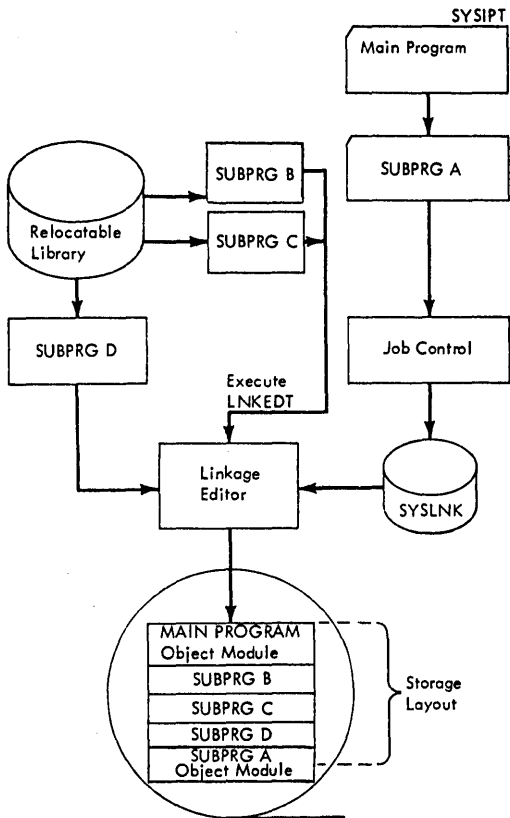 SYSIPT
Main Program
SUBPRG A
SUBPRG B
SUBPRG C
Relocatable
Library
SUBPRG D
Job Control
Execute
LNKEDT
Linkage
Editor
SYSLNK
MAIN PROGRAM
Object Module
SUBPRG B
SUBPRG C
SUBPRG D
SUBPRG A
Object Module
Storage
Layout